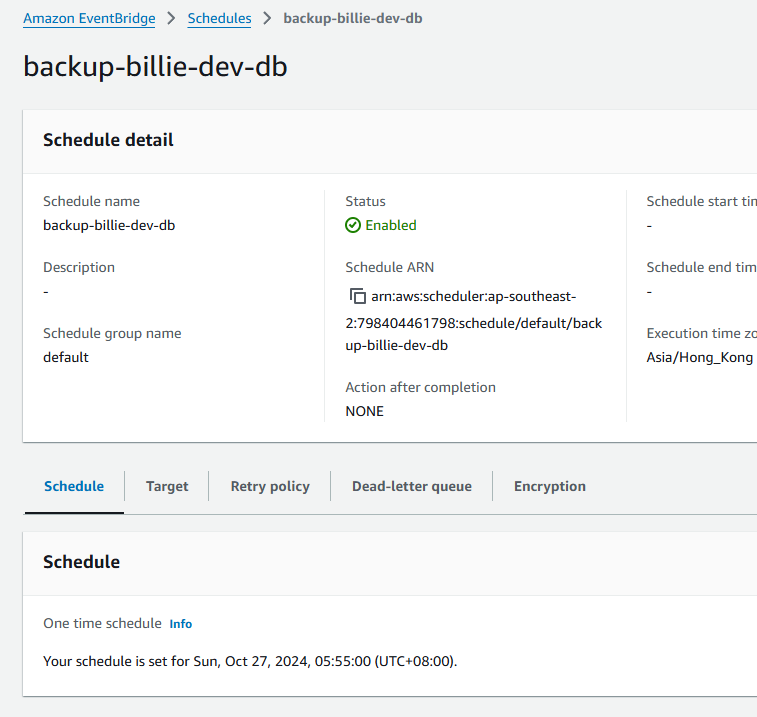 Amazon EventBridge > Schedules > backup-billie-dev-db
backup-billie-dev-db
Schedule detail
Schedule name
backup-billie-dev-db
Description
-
Schedule group name
default
Status
Enabled
Schedule ARN
arn:aws:scheduler:ap-southeast-
2:798404461798:schedule/default/back
up-billie-dev-db
Action after completion
NONE
Schedule start tim
-
Schedule end tim
-
Execution time zo
Asia/Hong_Kong
Schedule
Target
Retry policy
Dead-letter queue
Encryption
Schedule
One time schedule Info
Your schedule is set for Sun, Oct 27, 2024, 05:55:00 (UTC+08:00).